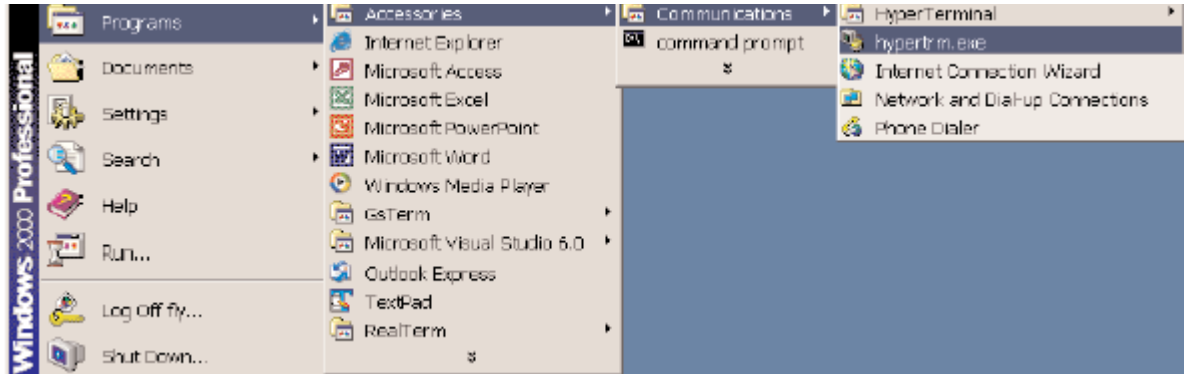 Windows 2000 Professional
Programs
Documents
Settings
Search
Help
Run...
Log Off fly...
Shut Down...
Accessories
Internet Explorer
Microsoft Access
Microsoft Excel
Microsoft PowerPoint
Microsoft Word
Windows Media Player
GsTerm
Microsoft Visual Studio 6.0
Outlook Express
TextPad
RealTerm
Communications
command prompt
HyperTerminal
hypertrm.exe
Internet Connection Wizard
Network and Dial-up Connections
Phone Dialer